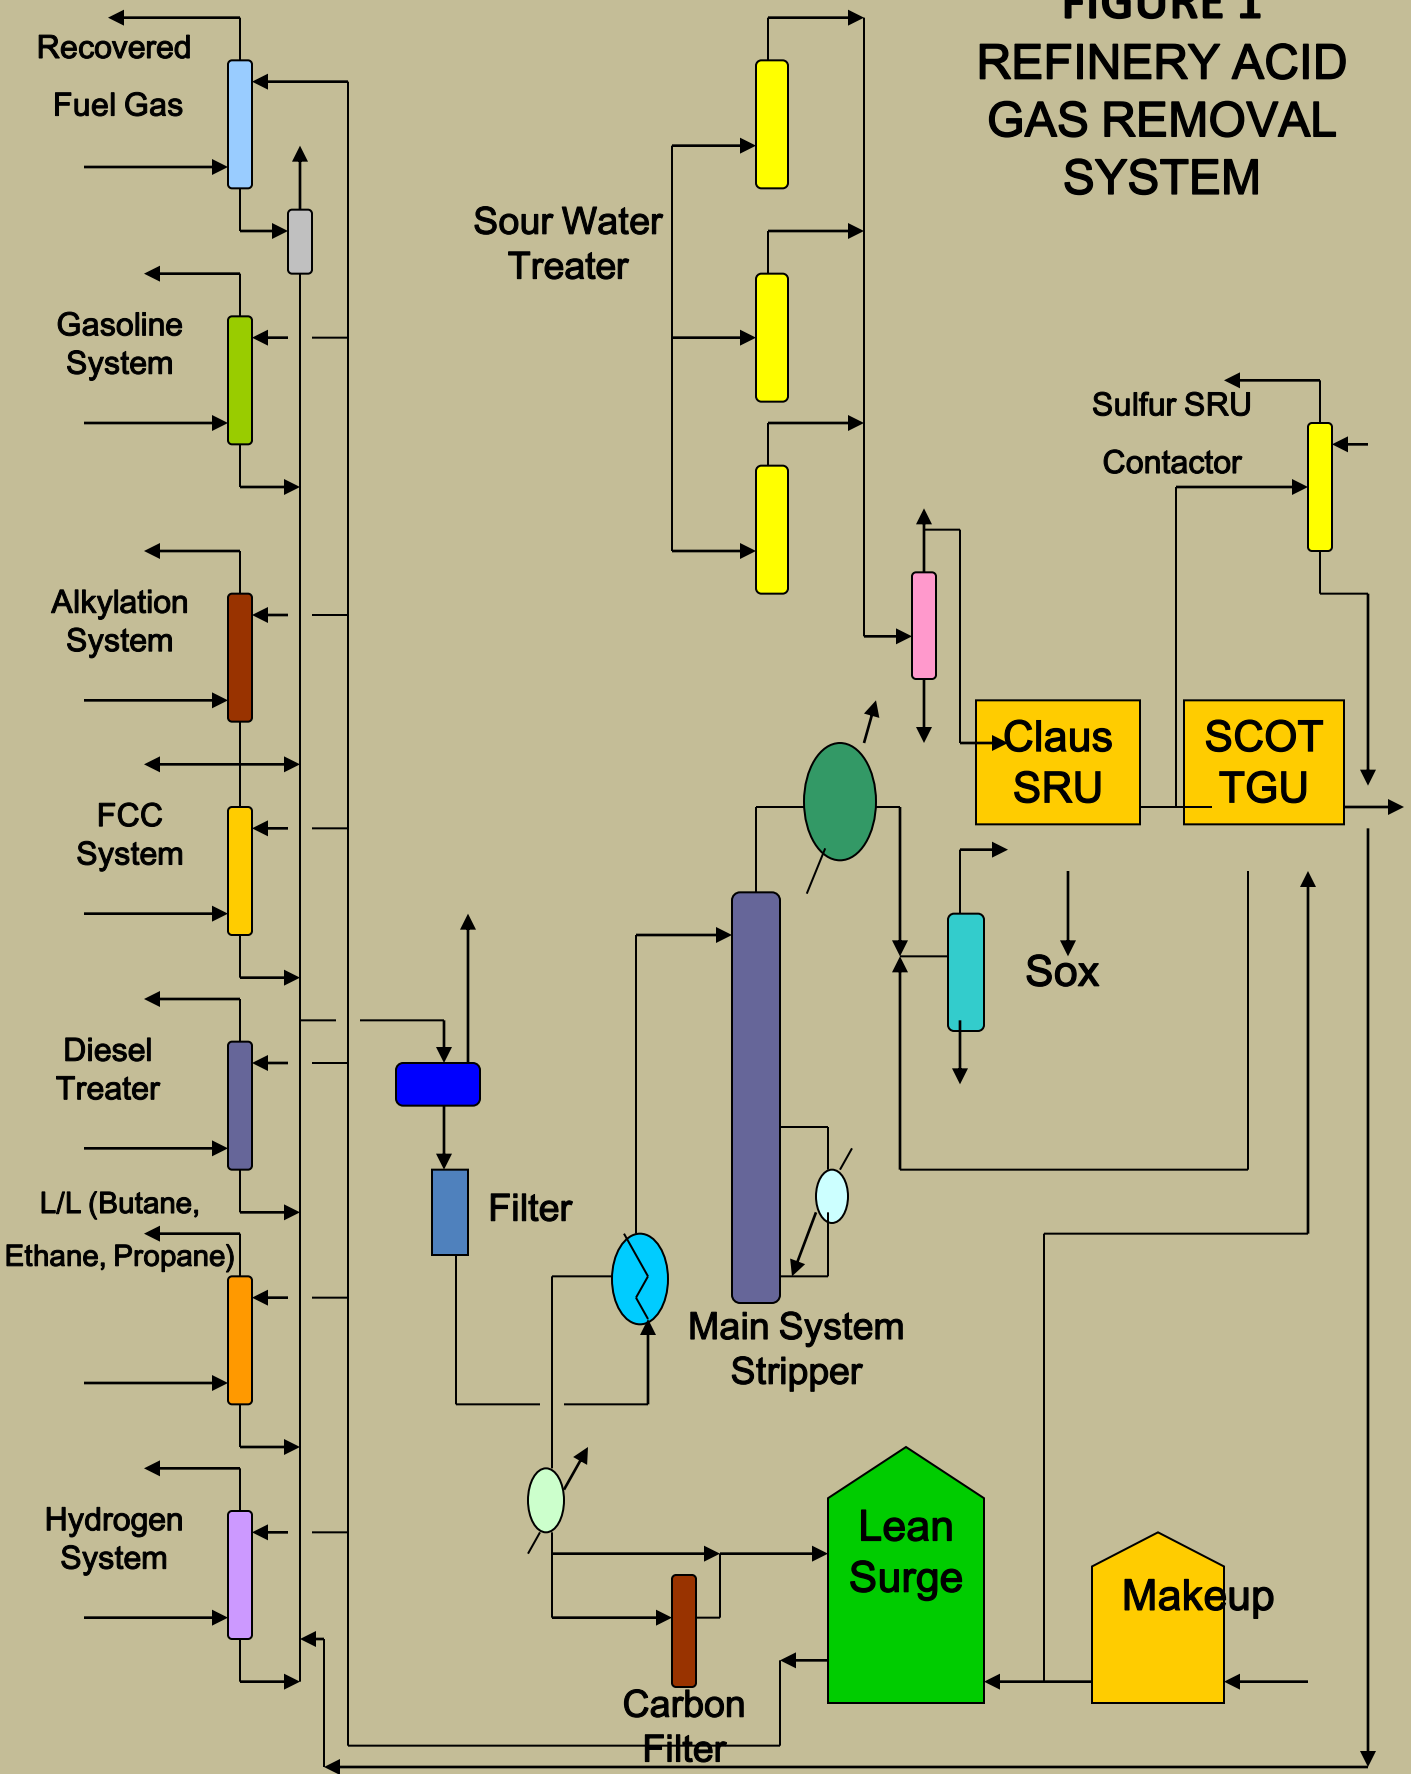 FIGURE 1
REFINERY ACID
GAS REMOVAL
SYSTEM
Recovered
Fuel Gas
Sour Water
Treater
Gasoline
System
Sulfur SRU
Contactor
Alkylation
System
Claus
SRU
SCOT
TGU
FCC
System
Sox
Diesel
Treater
L/L (Butane,
Ethane, Propane)
Filter
Main System
Stripper
Hydrogen
System
Lean
Surge
Makeup
Carbon
Filter